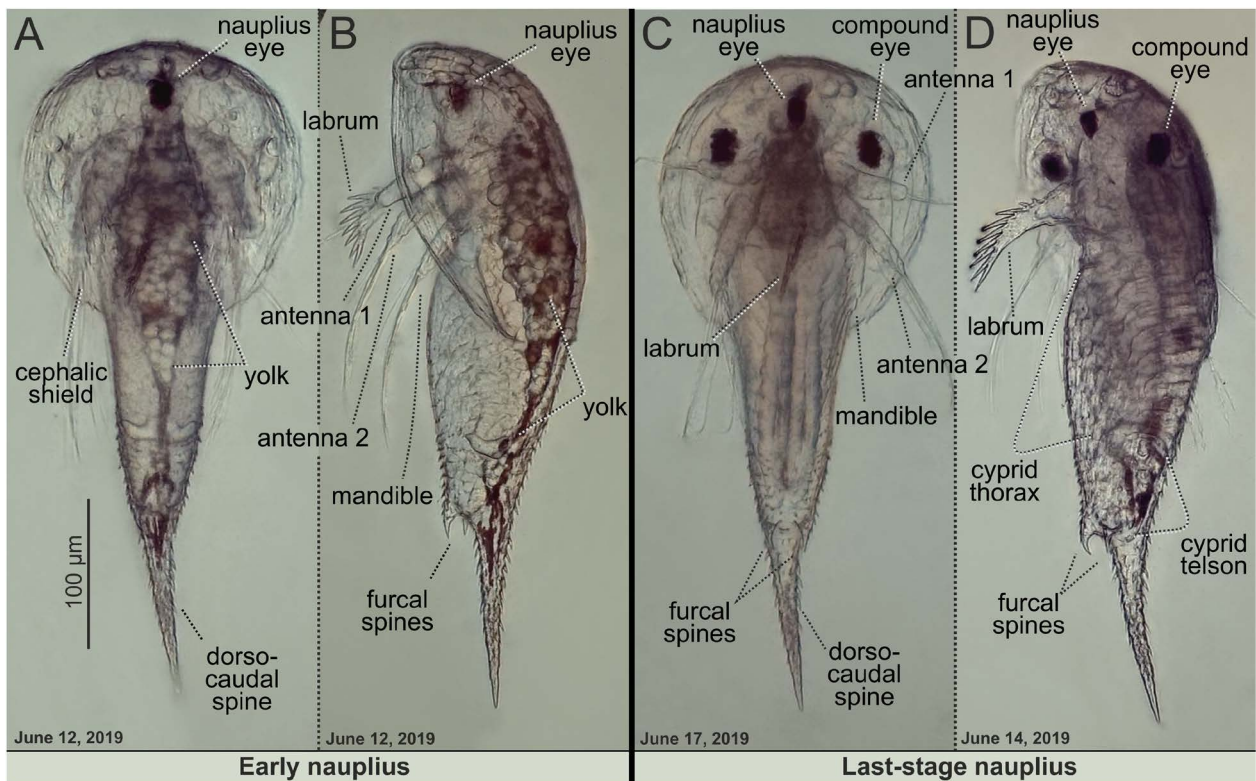 A
nauplius
eye
cephalic
shield
yolk
100 µm
dorso-
caudal
spine
June 12, 2019
B
nauplius
eye
labrum
antenna 1
antenna 2
mandible
yolk
furcal
spines
June 12, 2019
Early nauplius
C
nauplius
eye
compound
eye
antenna 1
labrum
antenna 2
mandible
furcal
spines
dorso-
caudal
spine
June 17, 2019
D
nauplius
eye
compound
eye
labrum
cyprid
thorax
cyprid
telson
furcal
spines
June 14, 2019
Last-stage nauplius